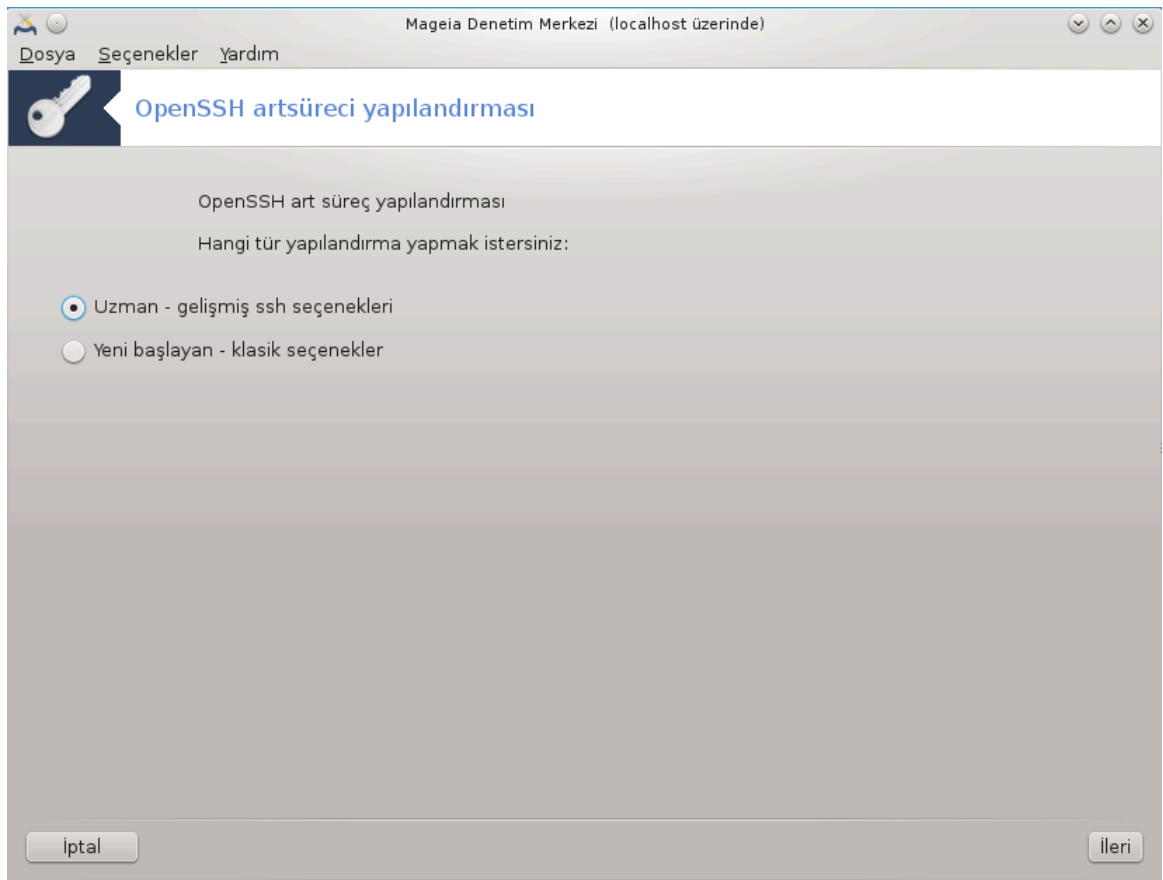 Mageia Denetim Merkezi (localhost üzerinde)
Dosya Seçenekler Yardım
OpenSSH artsüreci yapılandırması
OpenSSH art süreç yapılandırması
Hangi tür yapılandırma yapmak istersiniz:
Uzman - gelişmiş ssh seçenekleri
Yeni başlayan - klasik seçenekler
İptal
İleri